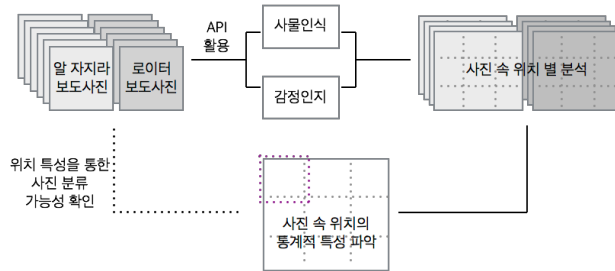 알 자지라
보도사진
로이터
보도사진
API
활용
사물인식
감정인지
사진 속 위치 별 분석
위치 특성을 통한
사진 분류
가능성 확인
사진 속 위치의
통계적 특성 파악